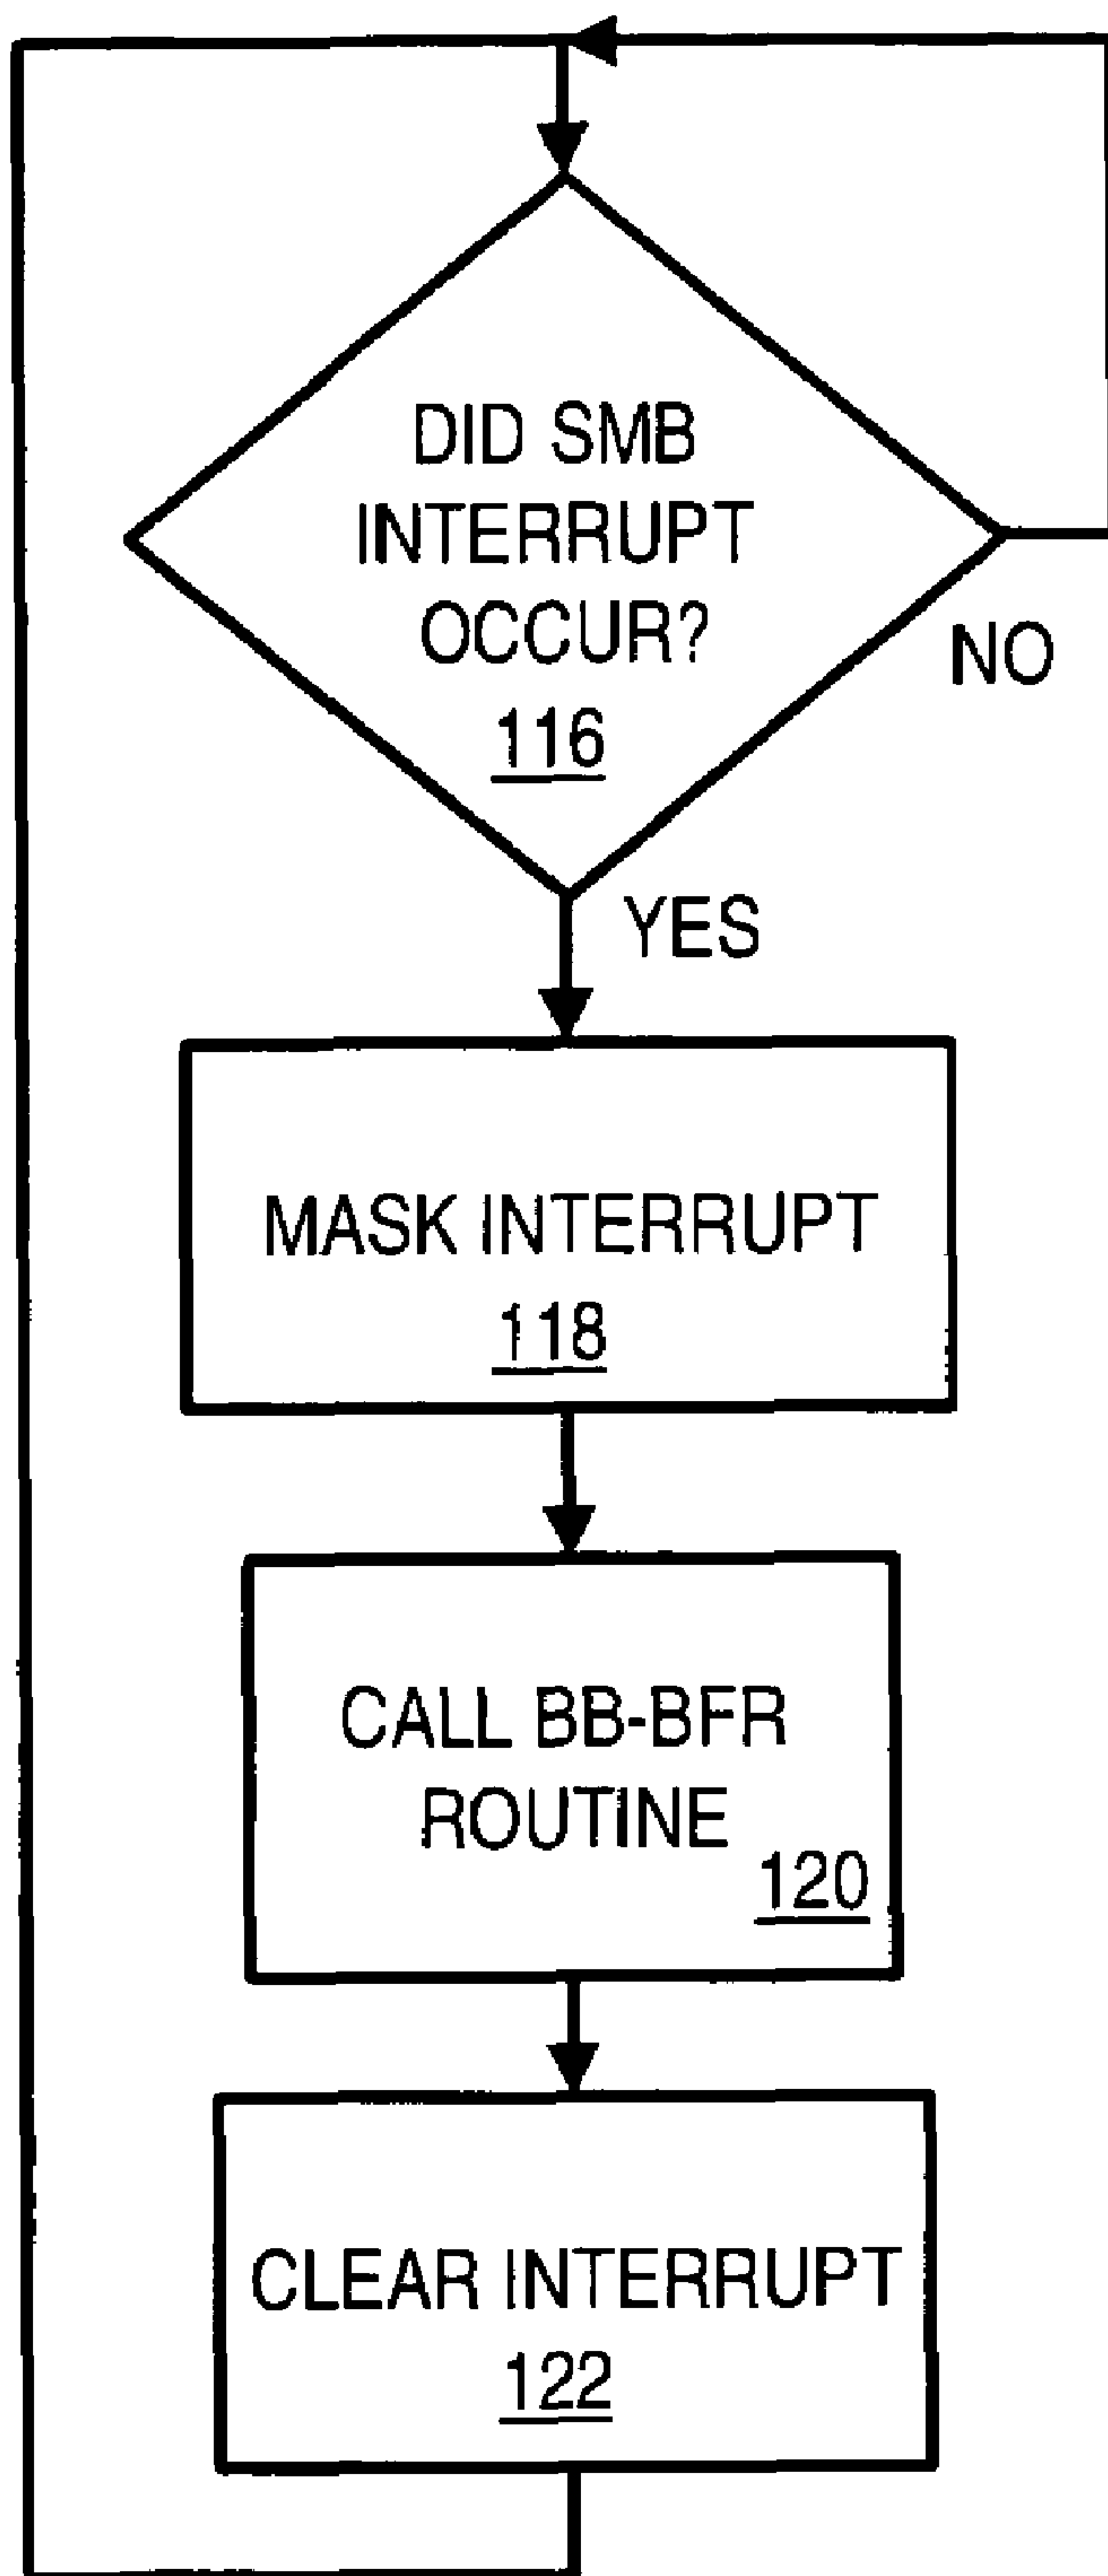 DID SMB
INTERRUPT
OCCUR?
116
NO
YES
MASK INTERRUPT
118
CALL BB-BFR
ROUTINE
120
CLEAR INTERRUPT
122